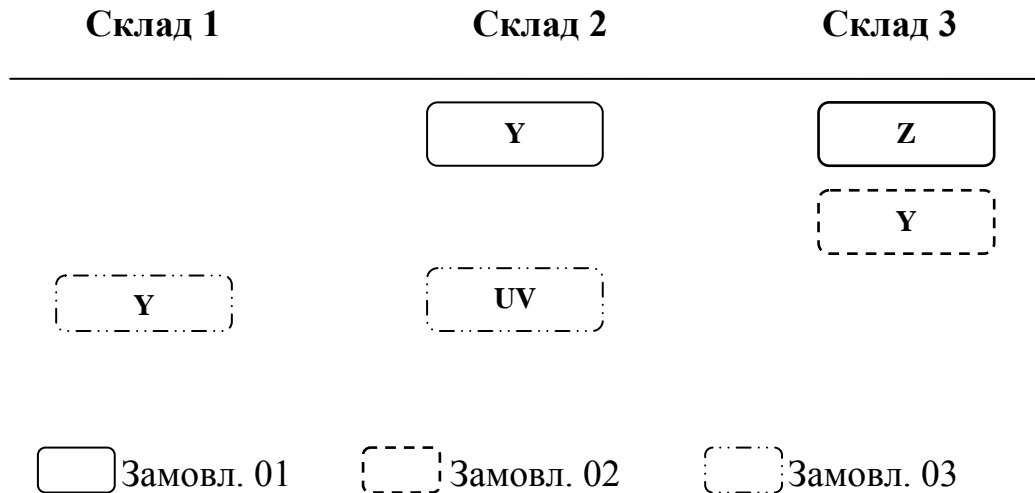 Склад 1 Склад 2 Склад 3
Y Z
Y
Y UV
Замовл. 01 Замовл. 02 Замовл. 03